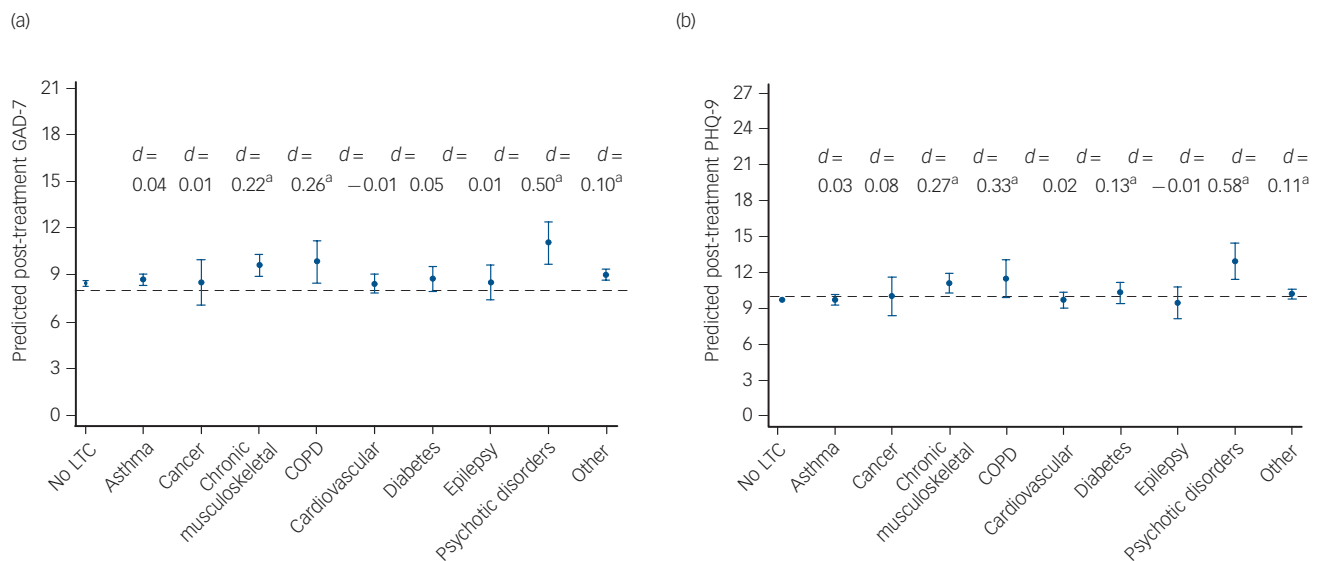 (a)
Predicted post-treatment GAD-7
21
18
15
12
9
6
3
0
d = d = d = d = d = d = d = d = d =
0.04 0.01 0.22a 0.26a −0.01 0.05 0.01 0.50a 0.10a
No LTC
Asthma
Cancer
Chronic
musculoskeletal
COPD
Cardiovascular
Diabetes
Epilepsy
Psychotic disorders
Other
(b)
Predicted post-treatment PHQ-9
27
24
21
18
15
12
9
6
3
0
d = d = d = d = d = d = d = d = d =
0.03 0.08 0.27a 0.33a 0.02 0.13a −0.01 0.58a 0.11a
No LTC
Asthma
Cancer
Chronic
musculoskeletal
COPD
Cardiovascular
Diabetes
Epilepsy
Psychotic disorders
Other